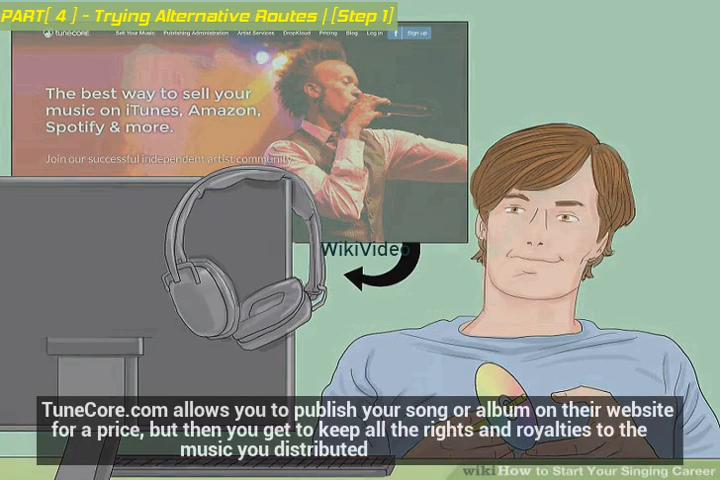 PART[ 4 ] - Trying Alternative Routes | [Step 1]
tunecore Sell Your Music Publishing Administration Artist Services DropKloud Pricing Blog Log in f Sign up
The best way to sell your
music on iTunes, Amazon,
Spotify & more.
Join our successful independent artist community.
WikiVideo
TuneCore.com allows you to publish your song or album on their website
for a price, but then you get to keep all the rights and royalties to the
music you distributed
wikiHow to Start Your Singing Career